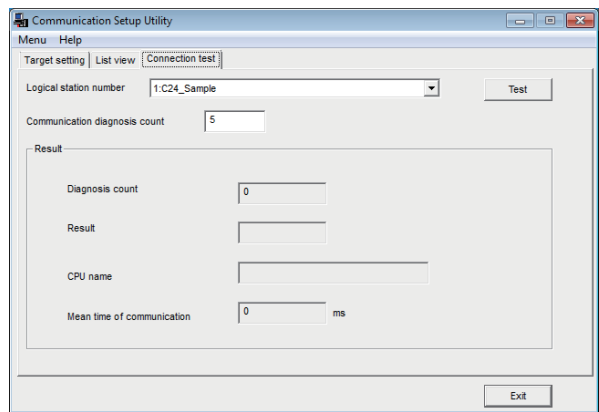 Communication Setup Utility
Menu Help
Target setting List view Connection test
Logical station number 1:C24_Sample Test
Communication diagnosis count 5
Result
Diagnosis count 0
Result
CPU name
Mean time of communication 0 ms
Exit